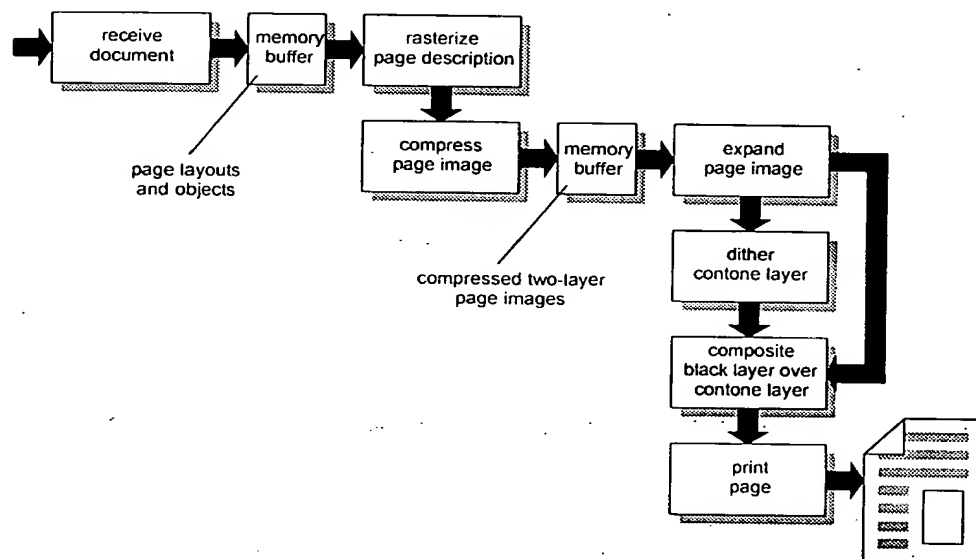 receive
document
memory
buffer
rasterize
page description
page layouts
and objects
compress
page image
memory
buffer
expand
page image
compressed two-layer
page images
dither
contone layer
composite
black layer over
contone layer
print
page